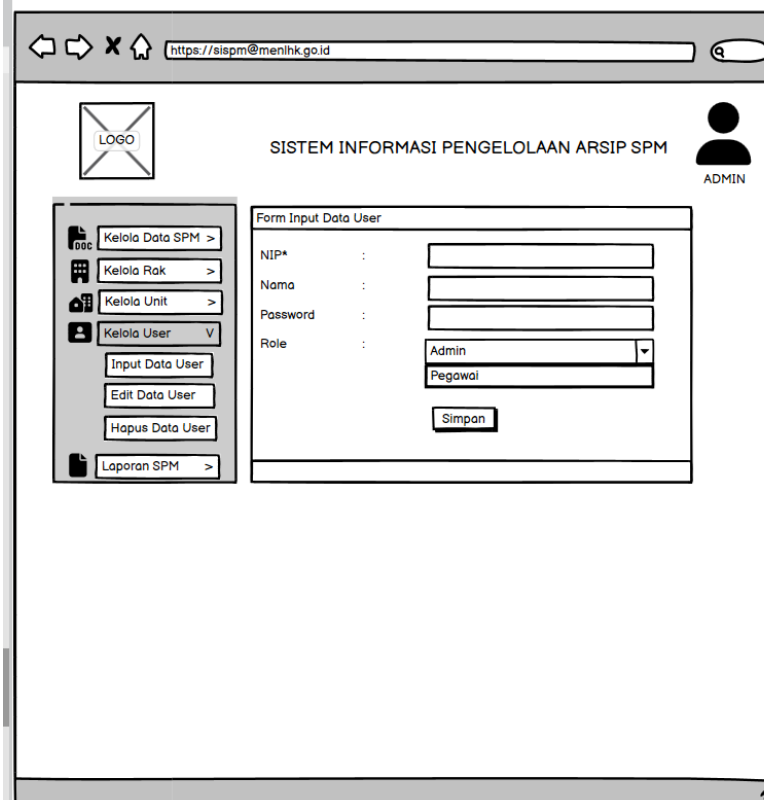 https://sispm@menlhk.go.id
LOGO
SISTEM INFORMASI PENGELOLAAN ARSIP SPM
ADMIN
DOC
Kelola Data SPM >
Kelola Rak >
Kelola Unit >
Kelola User V
Input Data User
Edit Data User
Hapus Data User
Laporan SPM >
Form Input Data User
NIP* :
Nama :
Password :
Role : Admin
Pegawai
Simpan